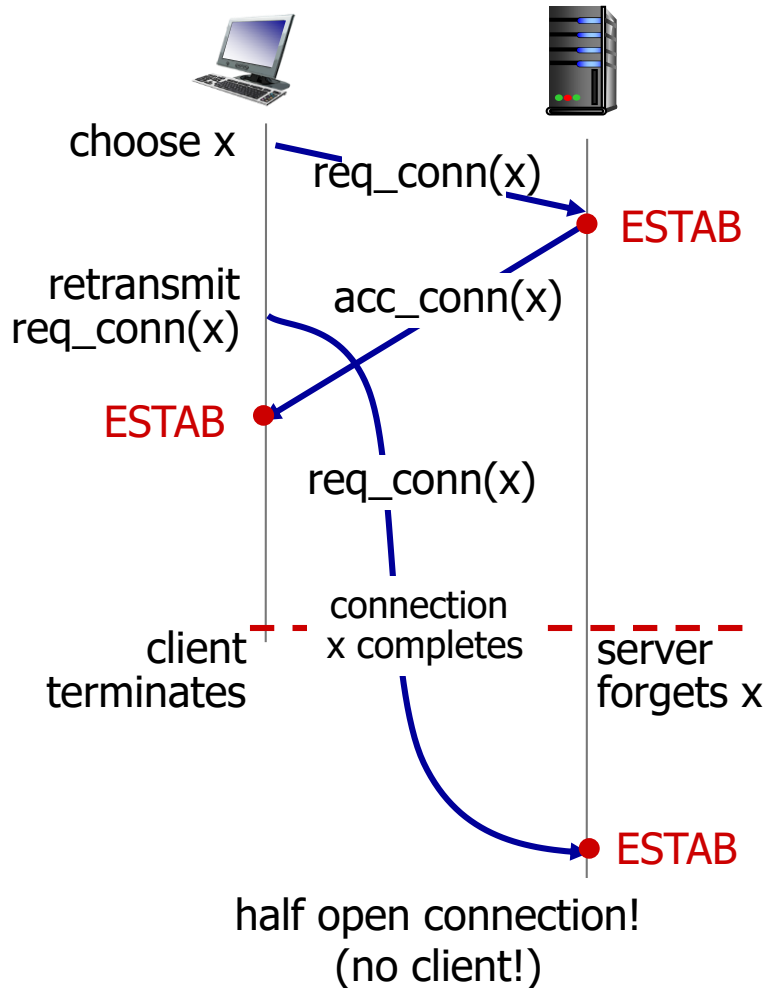 choose x
req_conn(x)
ESTAB
retransmit
req_conn(x)
acc_conn(x)
ESTAB
req_conn(x)
connection
x completes
client
terminates
server
forgets x
ESTAB
half open connection!
(no client!)